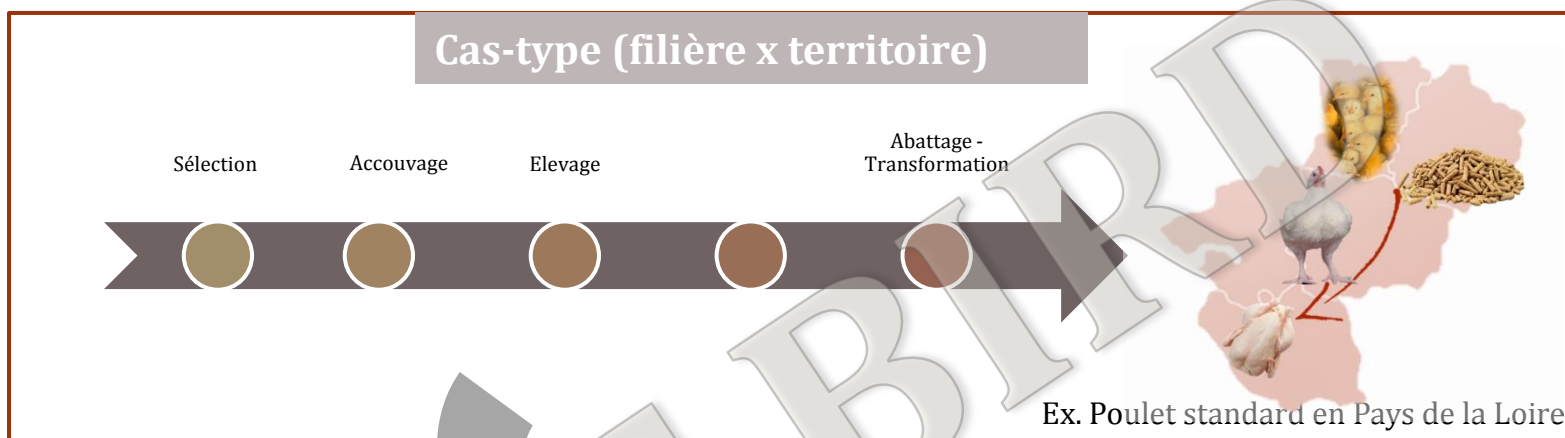 Cas-type (filière x territoire)
Sélection
Accouvage
Elevage
Abattage -
Transformation
BIRD
Ex. Poulet standard en Pays de la Loire